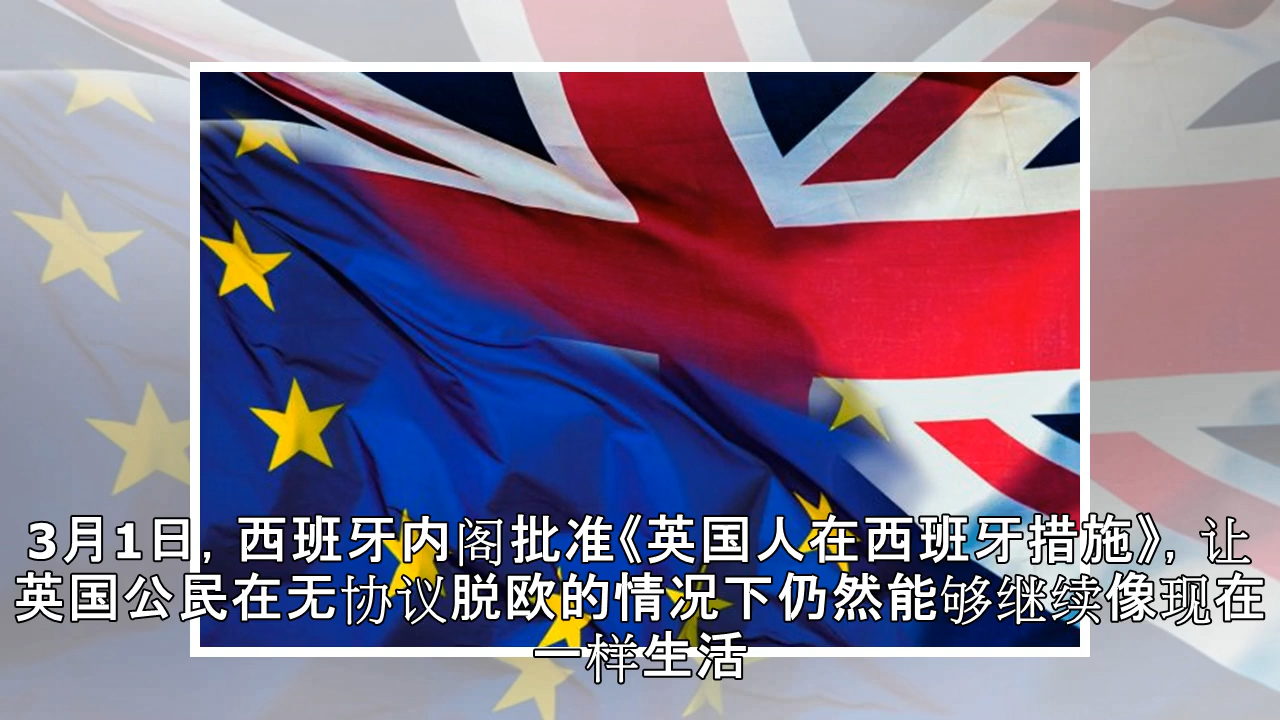 3月1日, 西班牙内阁批准《英国人在西班牙措施》, 让
英国公民在无协议脱欧的情况下仍然能够继续像现在
一样生活